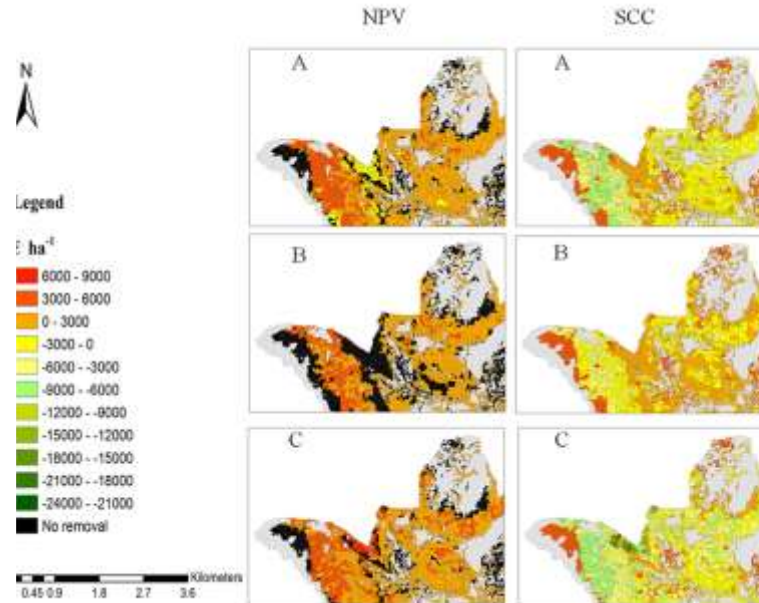 NPV SCC
A A
N
Legend
£ ha⁻¹
6000 - 9000
3000 - 6000
0 - 3000
-3000 - 0
-6000 - -3000
-9000 - -6000
-12000 - -9000
-15000 - -12000
-18000 - -15000
-21000 - -18000
-24000 - -21000
No removal
B B
C C
Kilometers
0.45 0.9 1.8 2.7 3.6